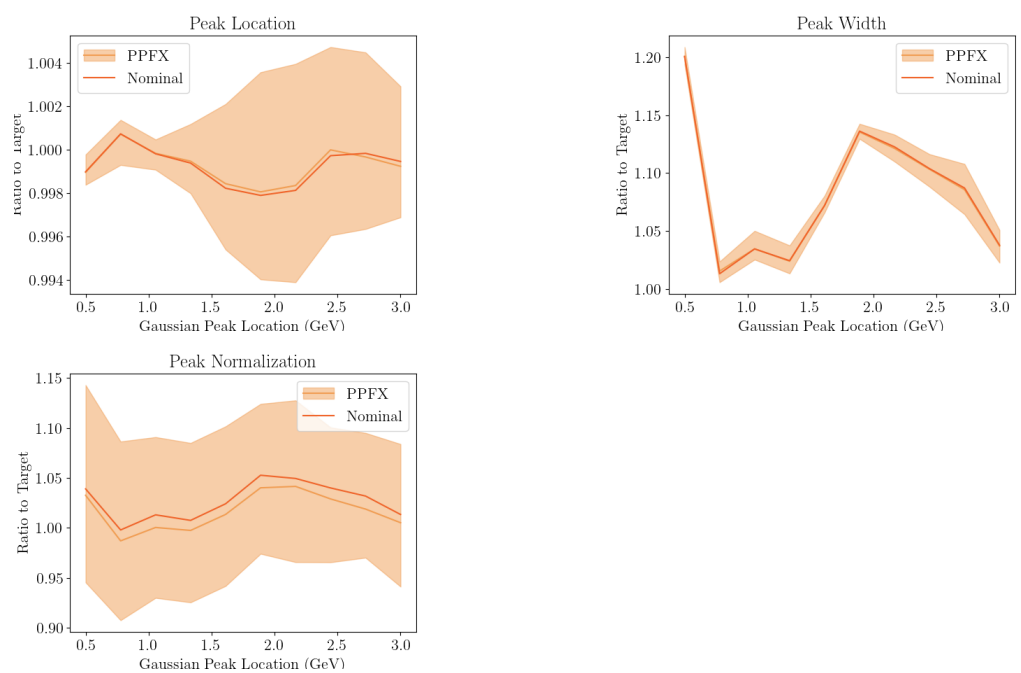 Peak Location
PPFX
Nominal
1.004
1.002
1.000
0.998
0.996
0.994
Ratio to Target
0.5 1.0 1.5 2.0 2.5 3.0
Gaussian Peak Location (GeV)
Peak Width
PPFX
Nominal
1.20
1.15
1.10
1.05
1.00
Ratio to Target
0.5 1.0 1.5 2.0 2.5 3.0
Gaussian Peak Location (GeV)
Peak Normalization
PPFX
Nominal
1.15
1.10
1.05
1.00
0.95
0.90
Ratio to Target
0.5 1.0 1.5 2.0 2.5 3.0
Gaussian Peak Location (GeV)